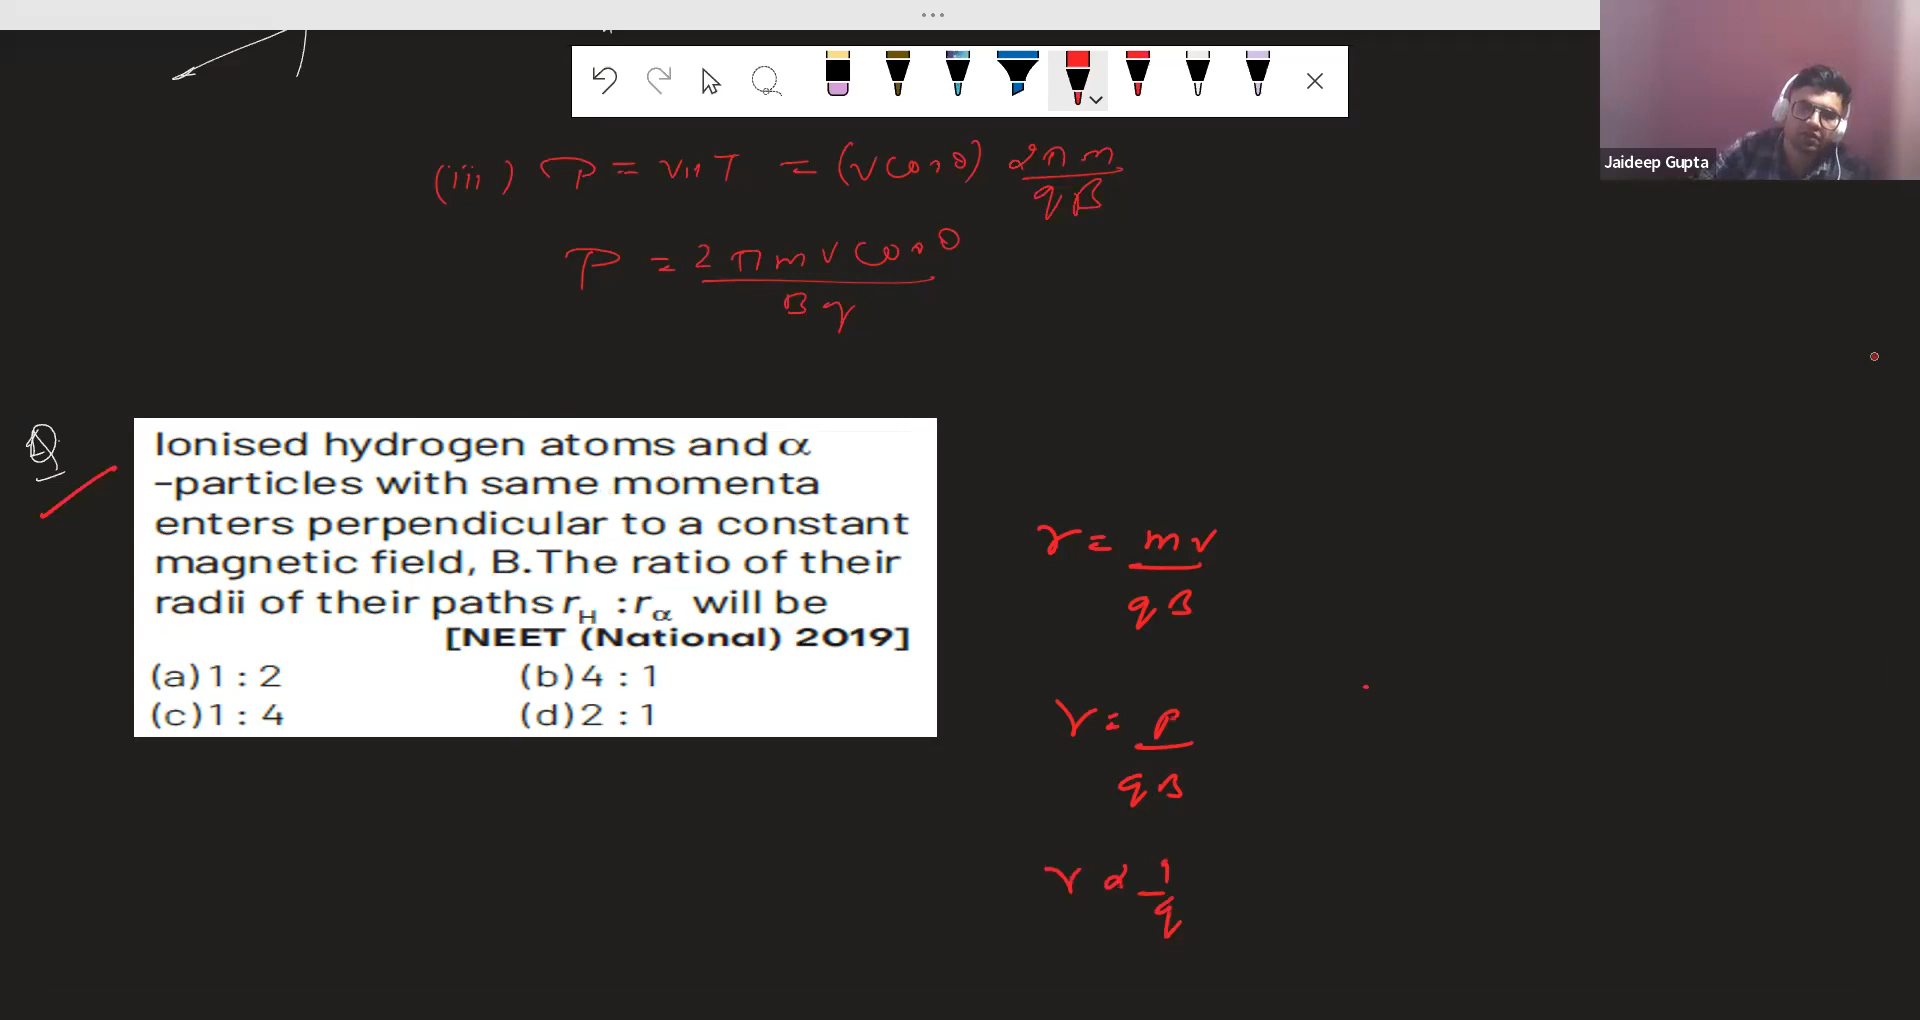 Jaideep Gupta
(iii) P = v11 T = (v cos θ) 2πm / qB
P = 2πmv cos θ / Bq
Q
Ionised hydrogen atoms and α
-particles with same momenta
enters perpendicular to a constant
magnetic field, B.The ratio of their
radii of their paths rH : rα will be
[NEET (National) 2019]
(a) 1 : 2 (b) 4 : 1
(c) 1 : 4 (d) 2 : 1
r = mv / qB
r = p / qB
r α 1 / q